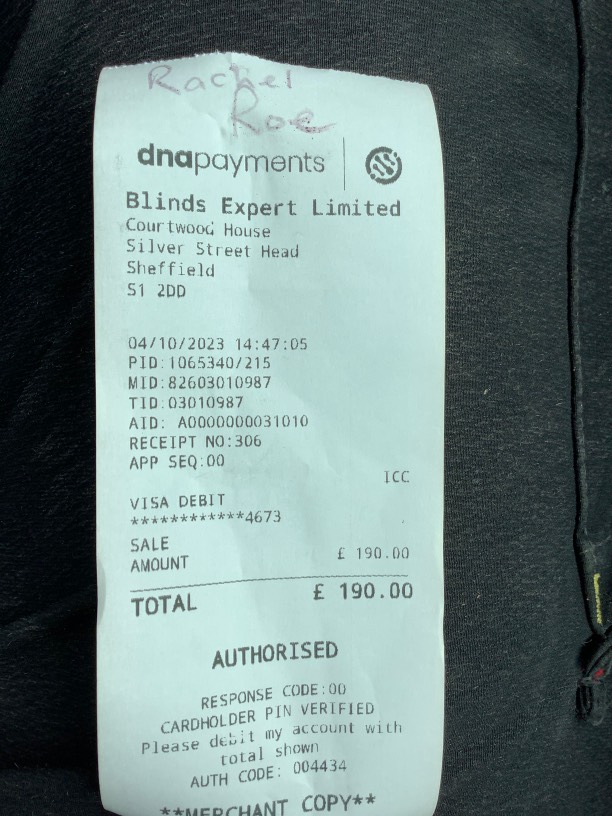 Rachel
Roe
dnapayments
Blinds Expert Limited
Courtwood House
Silver Street Head
Sheffield
S1 2DD
04/10/2023 14:47:05
PID:1065340/215
MID:82603010987
TID:03010987
AID: A0000000031010
RECEIPT NO:306
APP SEQ:00
ICC
VISA DEBIT
************4673
SALE
AMOUNT £ 190.00
TOTAL £ 190.00
AUTHORISED
RESPONSE CODE:00
CARDHOLDER PIN VERIFIED
Please debit my account with
total shown
AUTH CODE: 004434
**MERCHANT COPY**